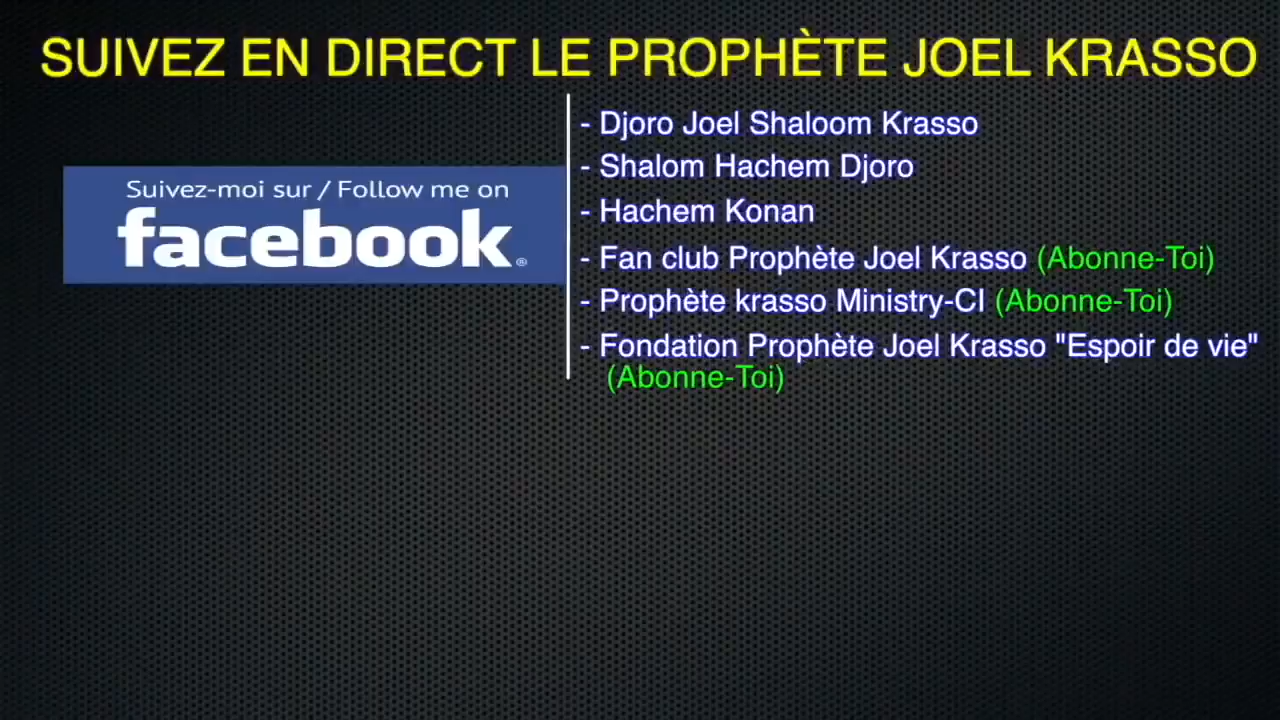 SUIVEZ EN DIRECT LE PROPHÈTE JOEL KRASSO
Suivez-moi sur / Follow me on
facebook®
- Djoro Joel Shaloom Krasso
- Shalom Hachem Djoro
- Hachem Konan
- Fan club Prophète Joel Krasso (Abonne-Toi)
- Prophète krasso Ministry-CI (Abonne-Toi)
- Fondation Prophète Joel Krasso "Espoir de vie"
(Abonne-Toi)